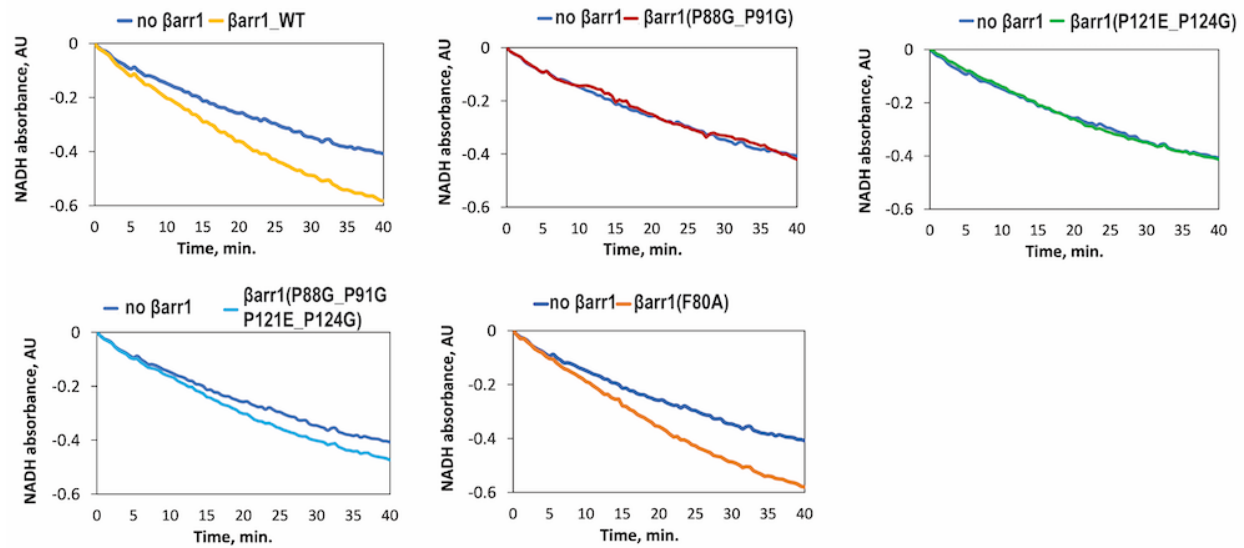 no βarr1 βarr1_WT
NADH absorbance, AU
0
-0.2
-0.4
-0.6
0 5 10 15 20 25 30 35 40
Time, min.
no βarr1 βarr1(P88G_P91G)
NADH absorbance, AU
0
-0.2
-0.4
-0.6
0 5 10 15 20 25 30 35 40
Time, min.
no βarr1 βarr1(P121E_P124G)
NADH absorbance, AU
0
-0.2
-0.4
-0.6
0 5 10 15 20 25 30 35 40
Time, min.
no βarr1 βarr1(P88G_P91G
P121E_P124G)
NADH absorbance, AU
0
-0.2
-0.4
-0.6
0 5 10 15 20 25 30 35 40
Time, min.
no βarr1 βarr1(F80A)
NADH absorbance, AU
0
-0.2
-0.4
-0.6
0 5 10 15 20 25 30 35 40
Time, min.